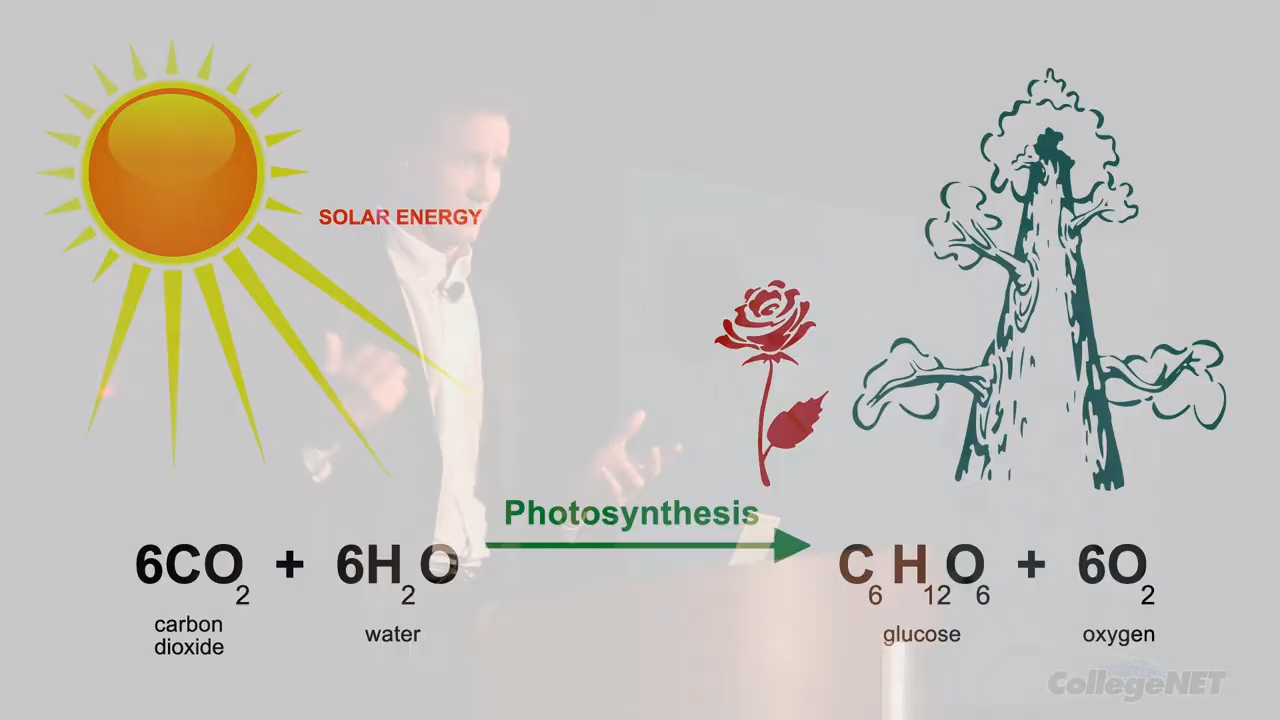 SOLAR ENERGY
Photosynthesis
6CO2 + 6H2O C6H12O6 + 6O2
carbon
dioxide
water
glucose
oxygen
CollegeNET